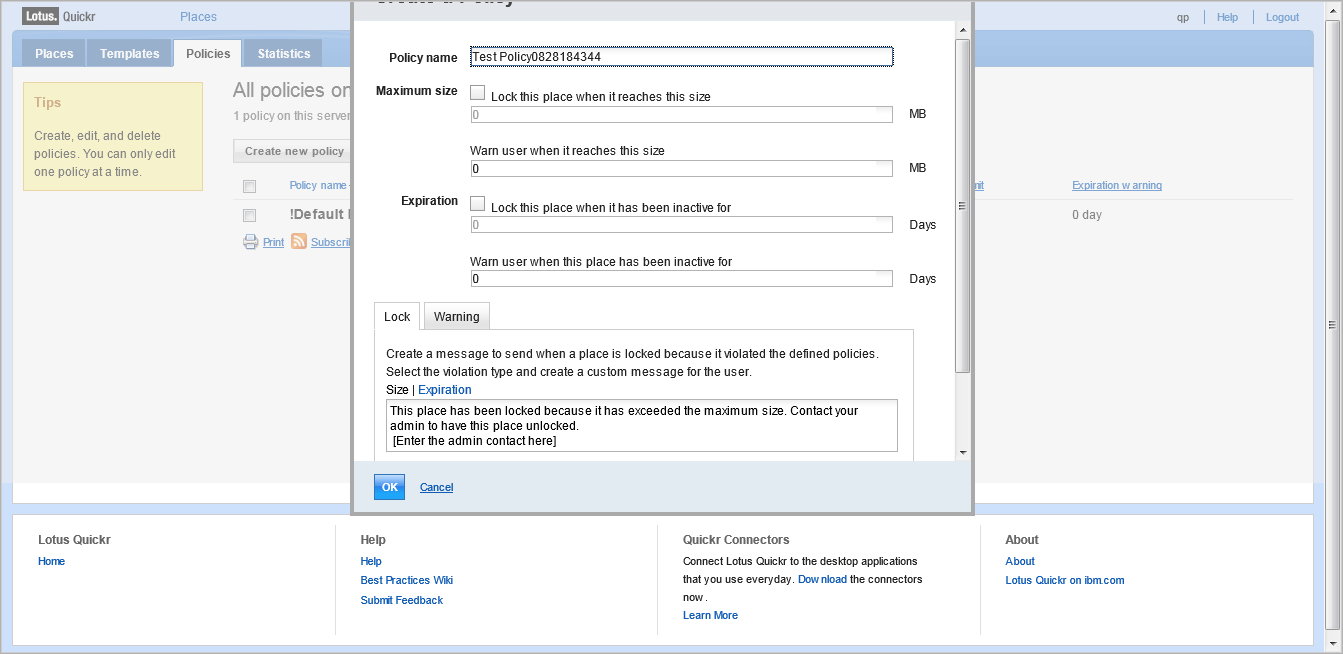 Lotus. Quickr
Places
qp
Help
Logout
Places
Templates
Policies
Statistics
Tips
Create, edit, and delete
policies. You can only edit
one policy at a time.
All policies on
1 policy on this server
Create new policy
Policy name
Expiration warning
!Default
0 day
Print
Policy name
Test Policy0828184344
Maximum size
Lock this place when it reaches this size
0
MB
Warn user when it reaches this size
0
MB
Expiration
Lock this place when it has been inactive for
0
Days
Warn user when this place has been inactive for
0
Days
Lock
Warning
Create a message to send when a place is locked because it violated the defined policies.
Select the violation type and create a custom message for the user.
Size | Expiration
This place has been locked because it has exceeded the maximum size. Contact your
admin to have this place unlocked.
[Enter the admin contact here]
OK
Cancel
Lotus Quickr
Home
Help
Help
Best Practices Wiki
Submit Feedback
Quickr Connectors
Connect Lotus Quickr to the desktop applications
that you use everyday. Download the connectors
now .
Learn More
About
About
Lotus Quickr on ibm.com